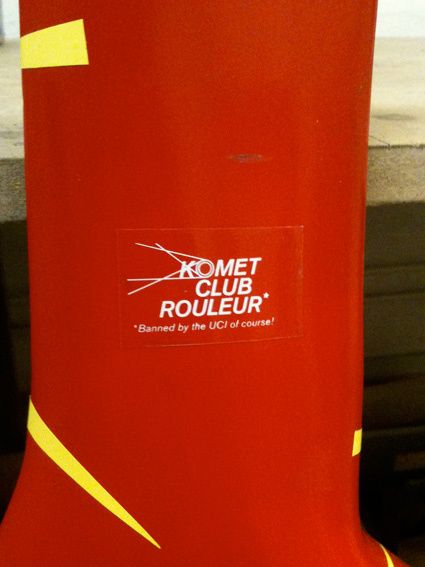 KOMET
CLUB
ROULEUR*
*Banned by the UCI of course!